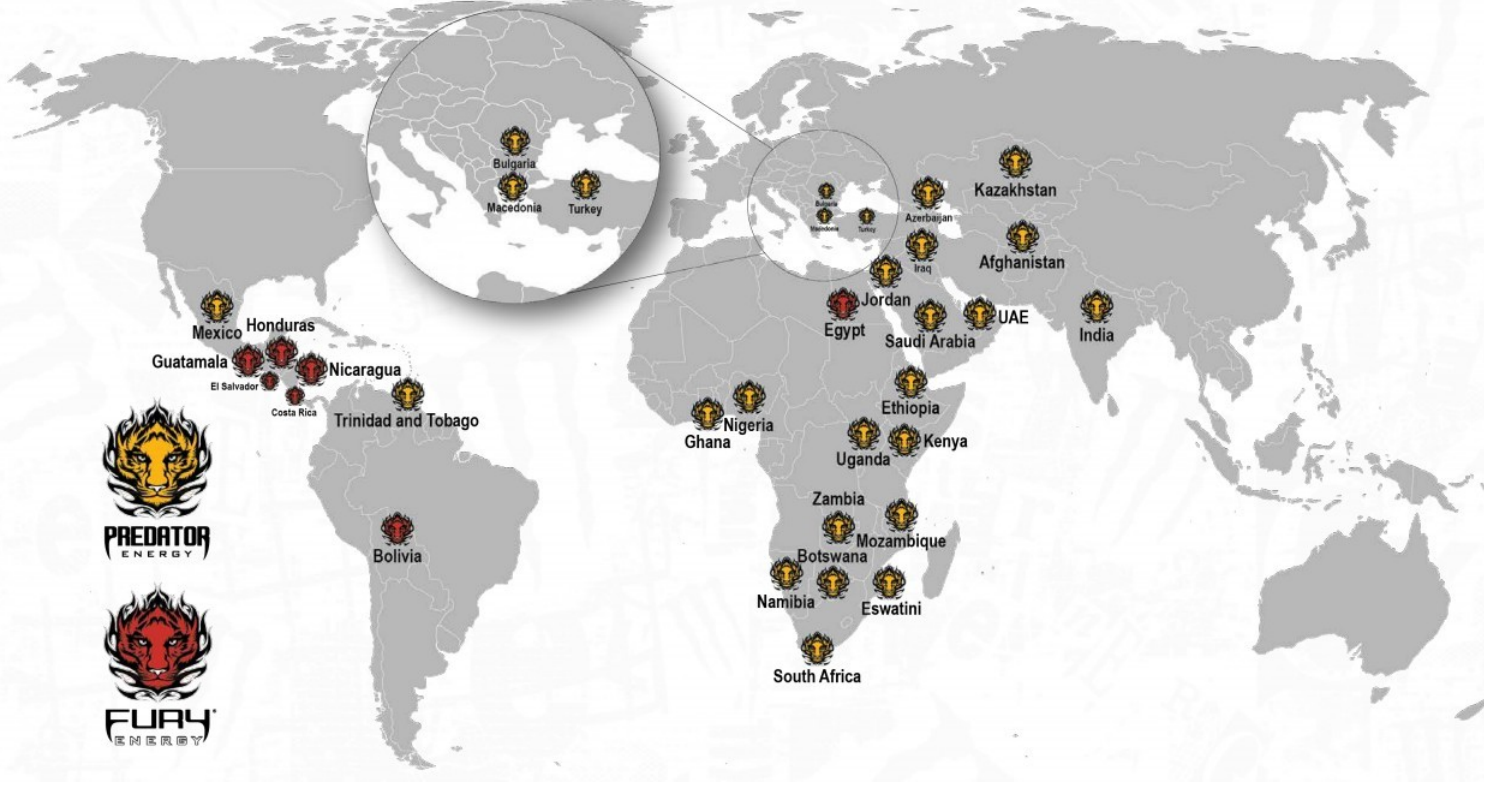 Bulgaria
Macedonia
Turkey
Bulgaria
Macedonia
Turkey
Kazakhstan
Azerbaijan
Iraq
Afghanistan
Jordan
Egypt
Saudi Arabia
UAE
India
Mexico
Honduras
Guatamala
Nicaragua
El Salvador
Costa Rica
Trinidad and Tobago
Ethiopia
Nigeria
Ghana
Uganda
Kenya
Zambia
Mozambique
Botswana
Namibia
Eswatini
South Africa
Bolivia
PREDATOR
ENERGY
FURY®
ENERGY